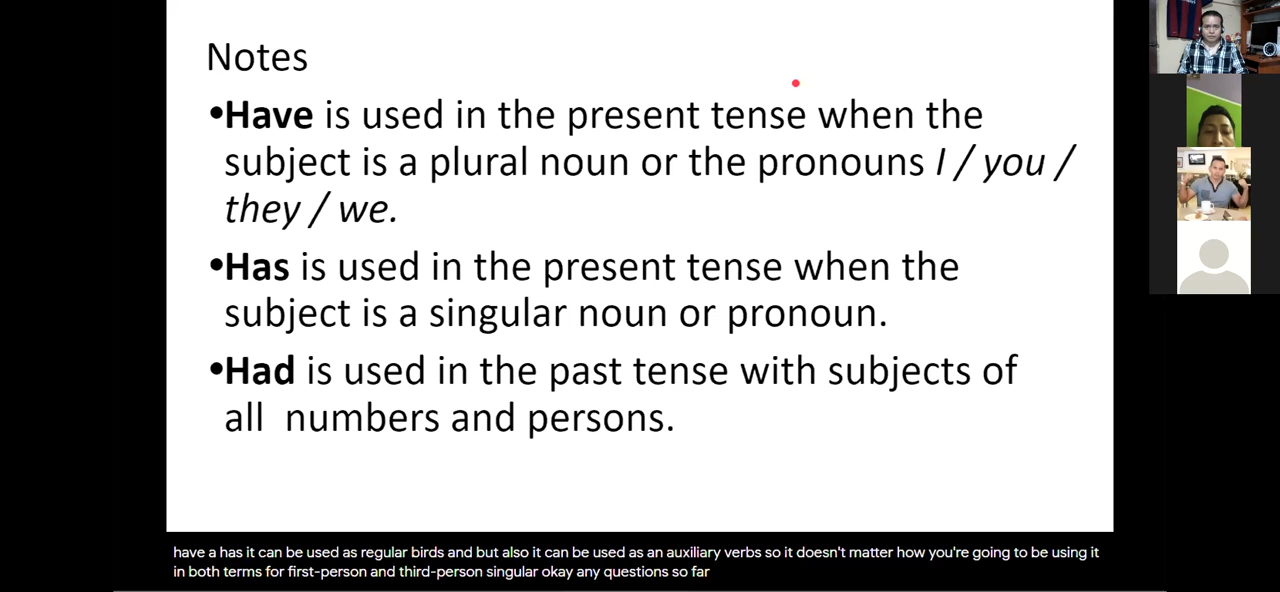 Notes
•Have is used in the present tense when the
subject is a plural noun or the pronouns I / you /
they / we.
•Has is used in the present tense when the
subject is a singular noun or pronoun.
•Had is used in the past tense with subjects of
all  numbers and persons.
have a has it can be used as regular birds and but also it can be used as an auxiliary verbs so it doesn't matter how you're going to be using it
in both terms for first-person and third-person singular okay any questions so far